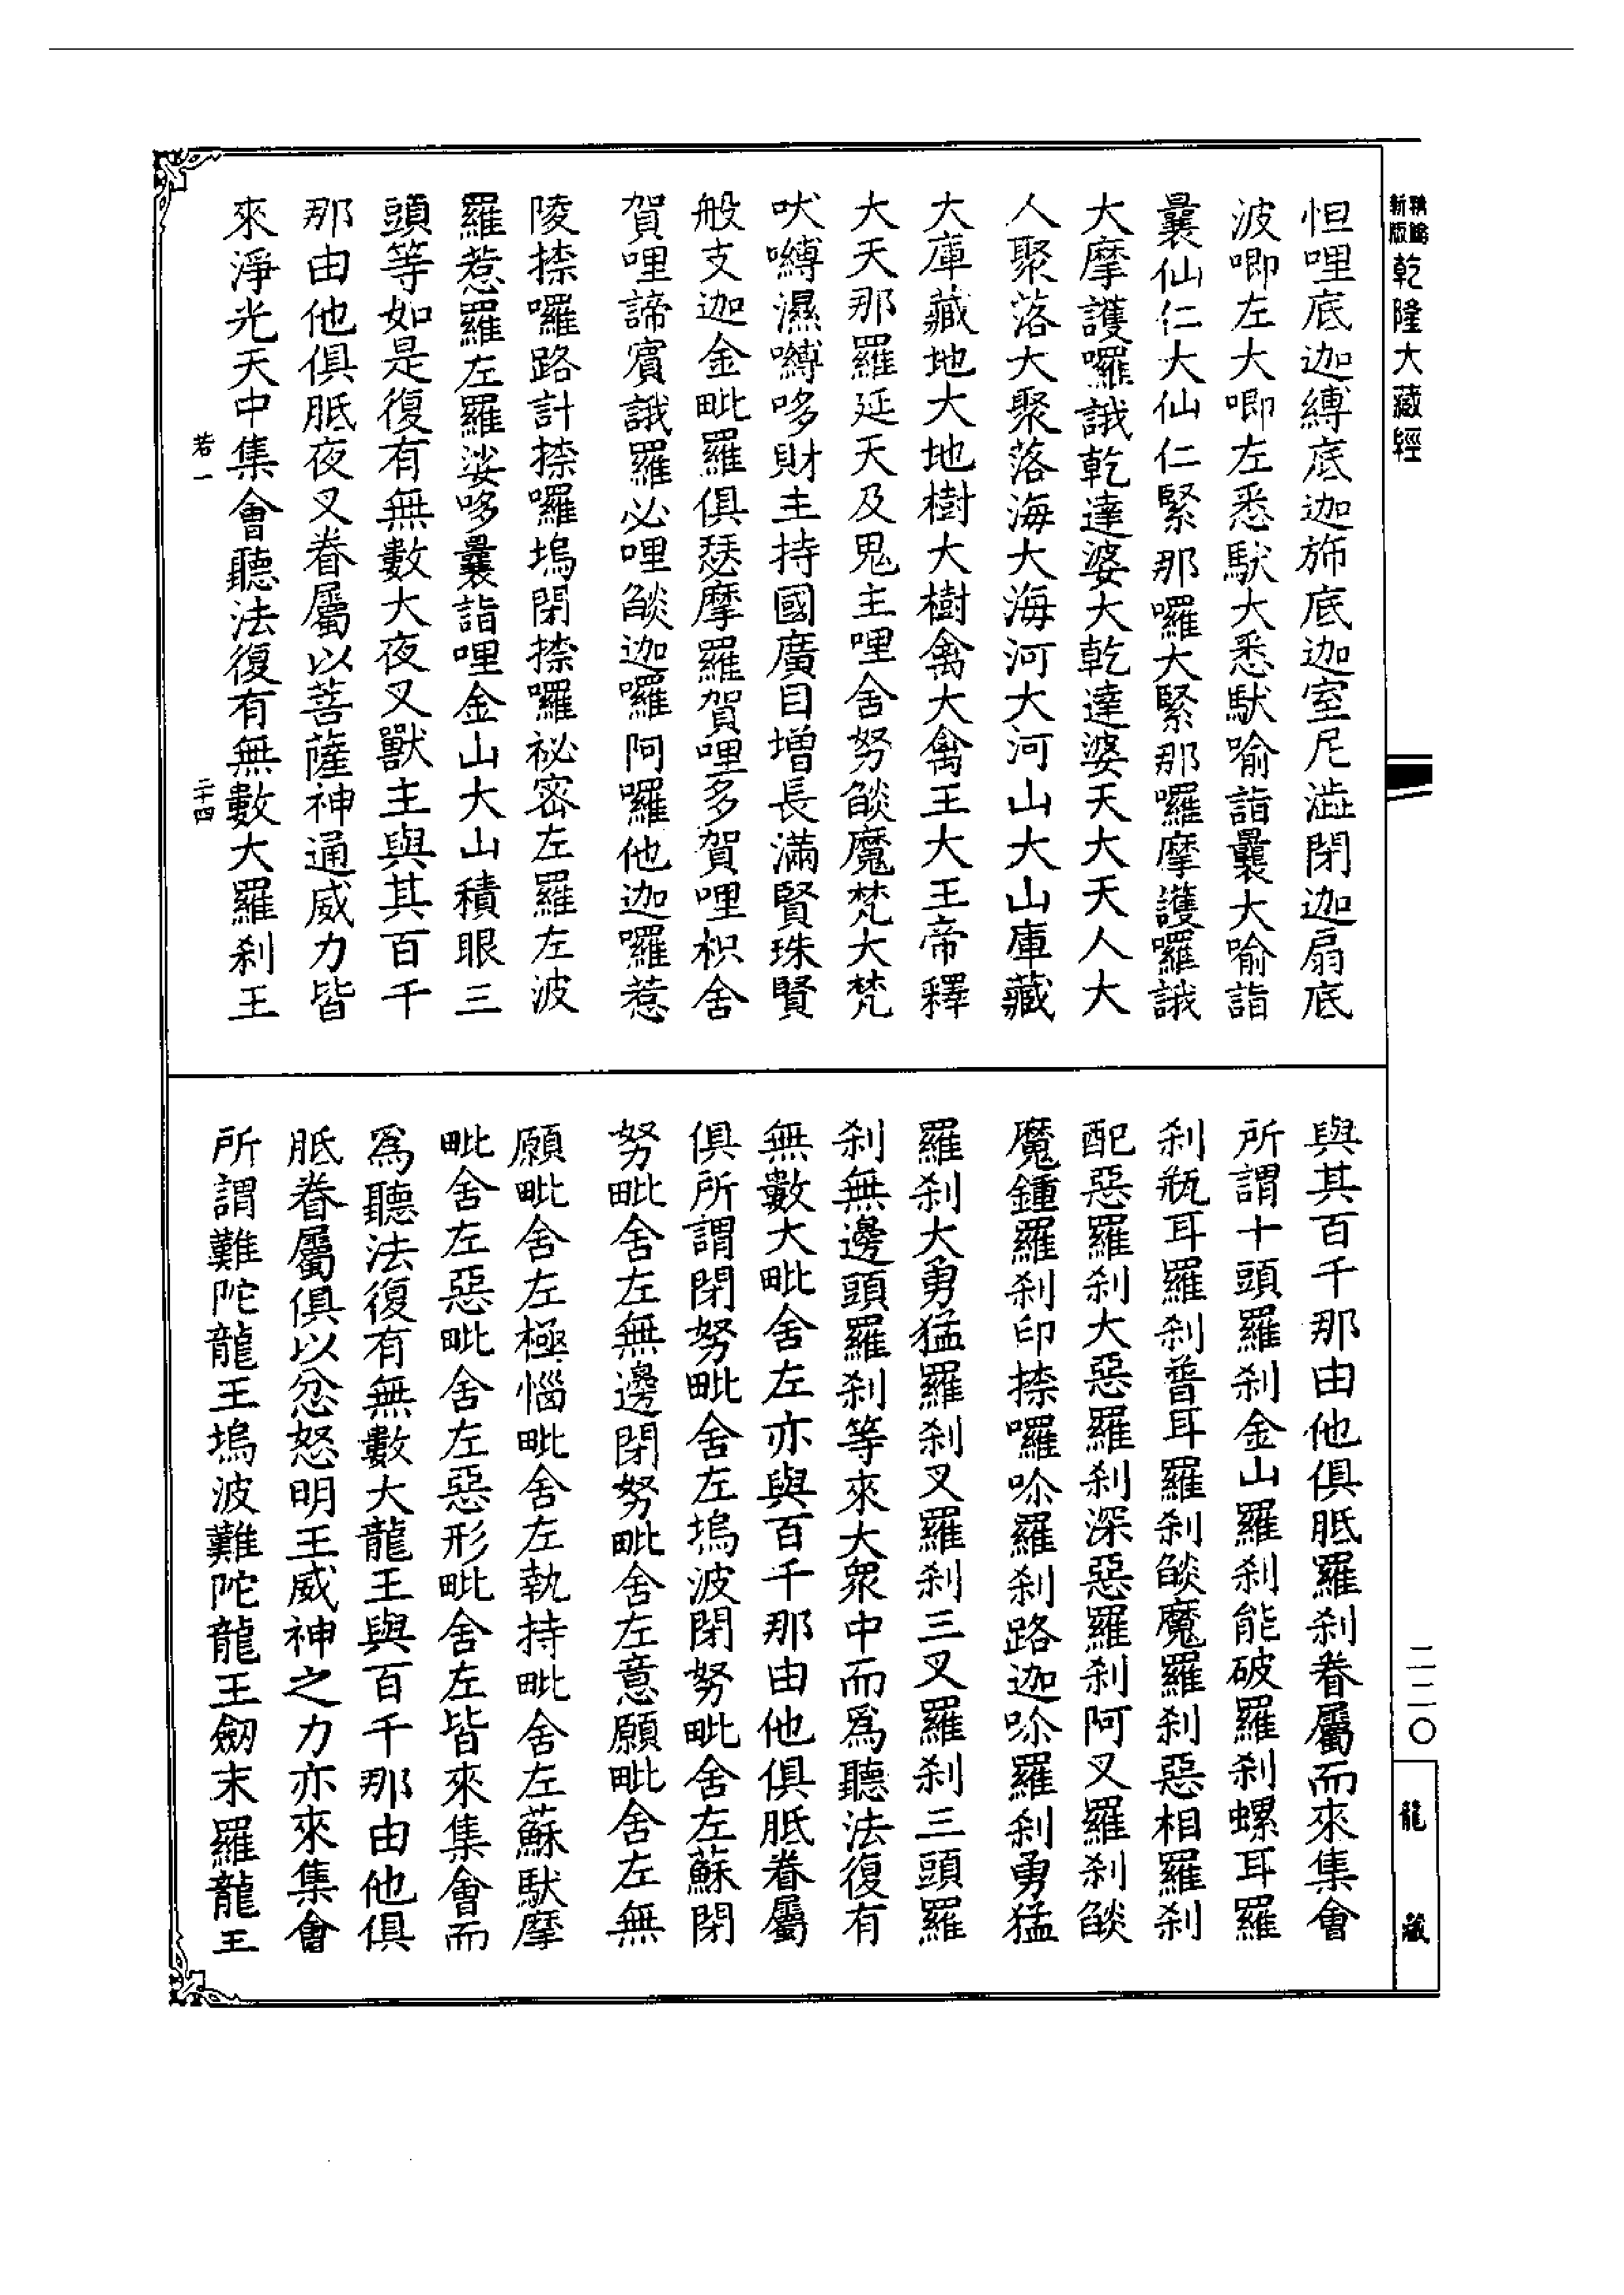 新版乾隆大藏經
怛哩底迦縛底迦斾底迦室尼澁閉迦扇底
波唧左大唧左悉馱大悉馱喻詣曩大喻詣
曩仙仁大仙仁緊那囉大緊那囉摩護囉誐
大摩護囉誐乾達婆大乾達婆天大天人大
人聚落大聚落海大海河大河山大山庫藏
大庫藏地大地樹大樹禽大禽王大王帝釋
大天那羅延天及鬼主哩舍努燄魔梵大梵
吠嚩濕嚩哆財主持國廣目增長滿賢珠賢
般支迦金毗羅俱瑟摩羅賀哩多賀哩枳舍
賀哩諦賓誐羅必哩燄迦囉阿囉他迦囉惹
陵捺囉路計捺囉塢閉捺囉祕密左羅左波
羅惹羅左羅娑哆曩詣哩金山大山積眼三
頭等如是復有無數大夜叉獸主與其百千
那由他俱胝夜叉眷屬以菩薩神通威力皆
來淨光天中集會聽法復有無數大羅刹王
若一
二十四
與其百千那由他俱胝羅刹眷屬而來集會
所謂十頭羅刹金山羅刹能破羅刹螺耳羅
刹瓶耳羅刹普耳羅刹燄魔羅刹惡相羅刹
配惡羅刹大惡羅刹深惡羅刹阿叉羅刹燄
魔鍾羅刹印捺囉㖿羅刹路迦㖿羅刹勇猛
羅刹大勇猛羅刹叉羅刹三叉羅刹三頭羅
刹無邊頭羅刹等來大衆中而爲聽法復有
無數大毗舍左亦與百千那由他俱胝眷屬
俱所謂閉努毗舍左塢波閉努毗舍左蘇閉
努毗舍左無邊閉努毗舍左意願毗舍左無
願毗舍左極惱毗舍左執持毗舍左蘇馱摩
毗舍左惡毗舍左惡形毗舍左皆來集會而
爲聽法復有無數大龍王與百千那由他俱
胝眷屬俱以忿怒明王威神之力亦來集會
所謂難陀龍王塢波難陀龍王劒末羅龍王
二二〇
龍藏